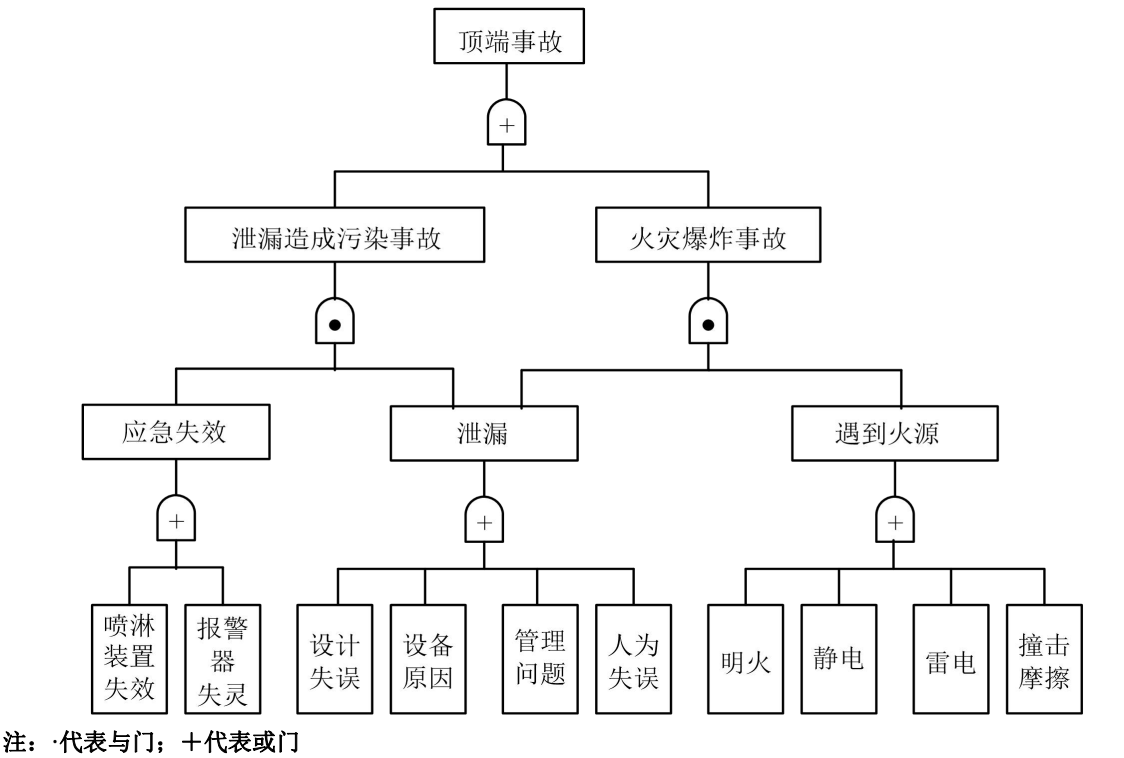 顶端事故
+
泄漏造成污染事故
火灾爆炸事故
应急失效
泄漏
遇到火源
+
+
+
喷淋
装置
失效
报警
器
失灵
设计
失误
设备
原因
管理
问题
人为
失误
明火
静电
雷电
撞击
摩擦
注：·代表与门；＋代表或门